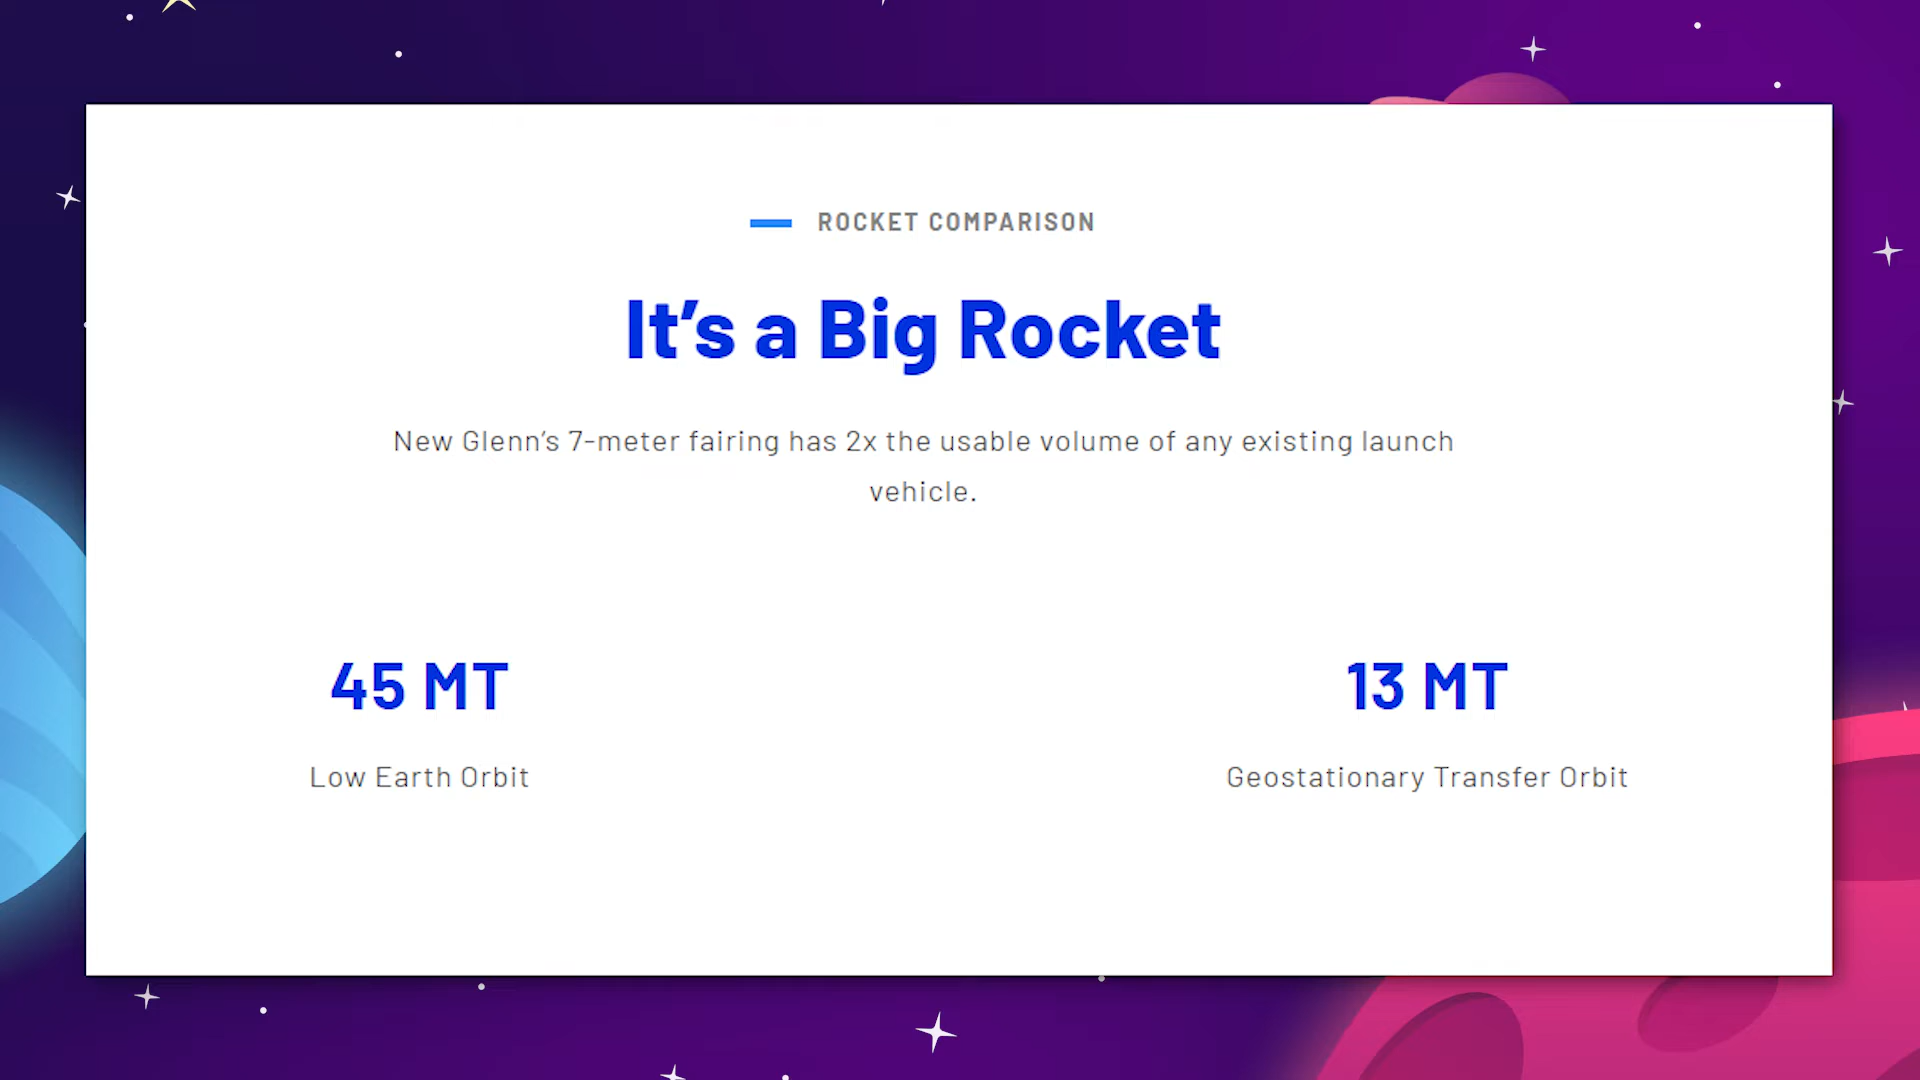 ROCKET COMPARISON
It’s a Big Rocket
New Glenn’s 7-meter fairing has 2x the usable volume of any existing launch
vehicle.
45 MT
Low Earth Orbit
13 MT
Geostationary Transfer Orbit